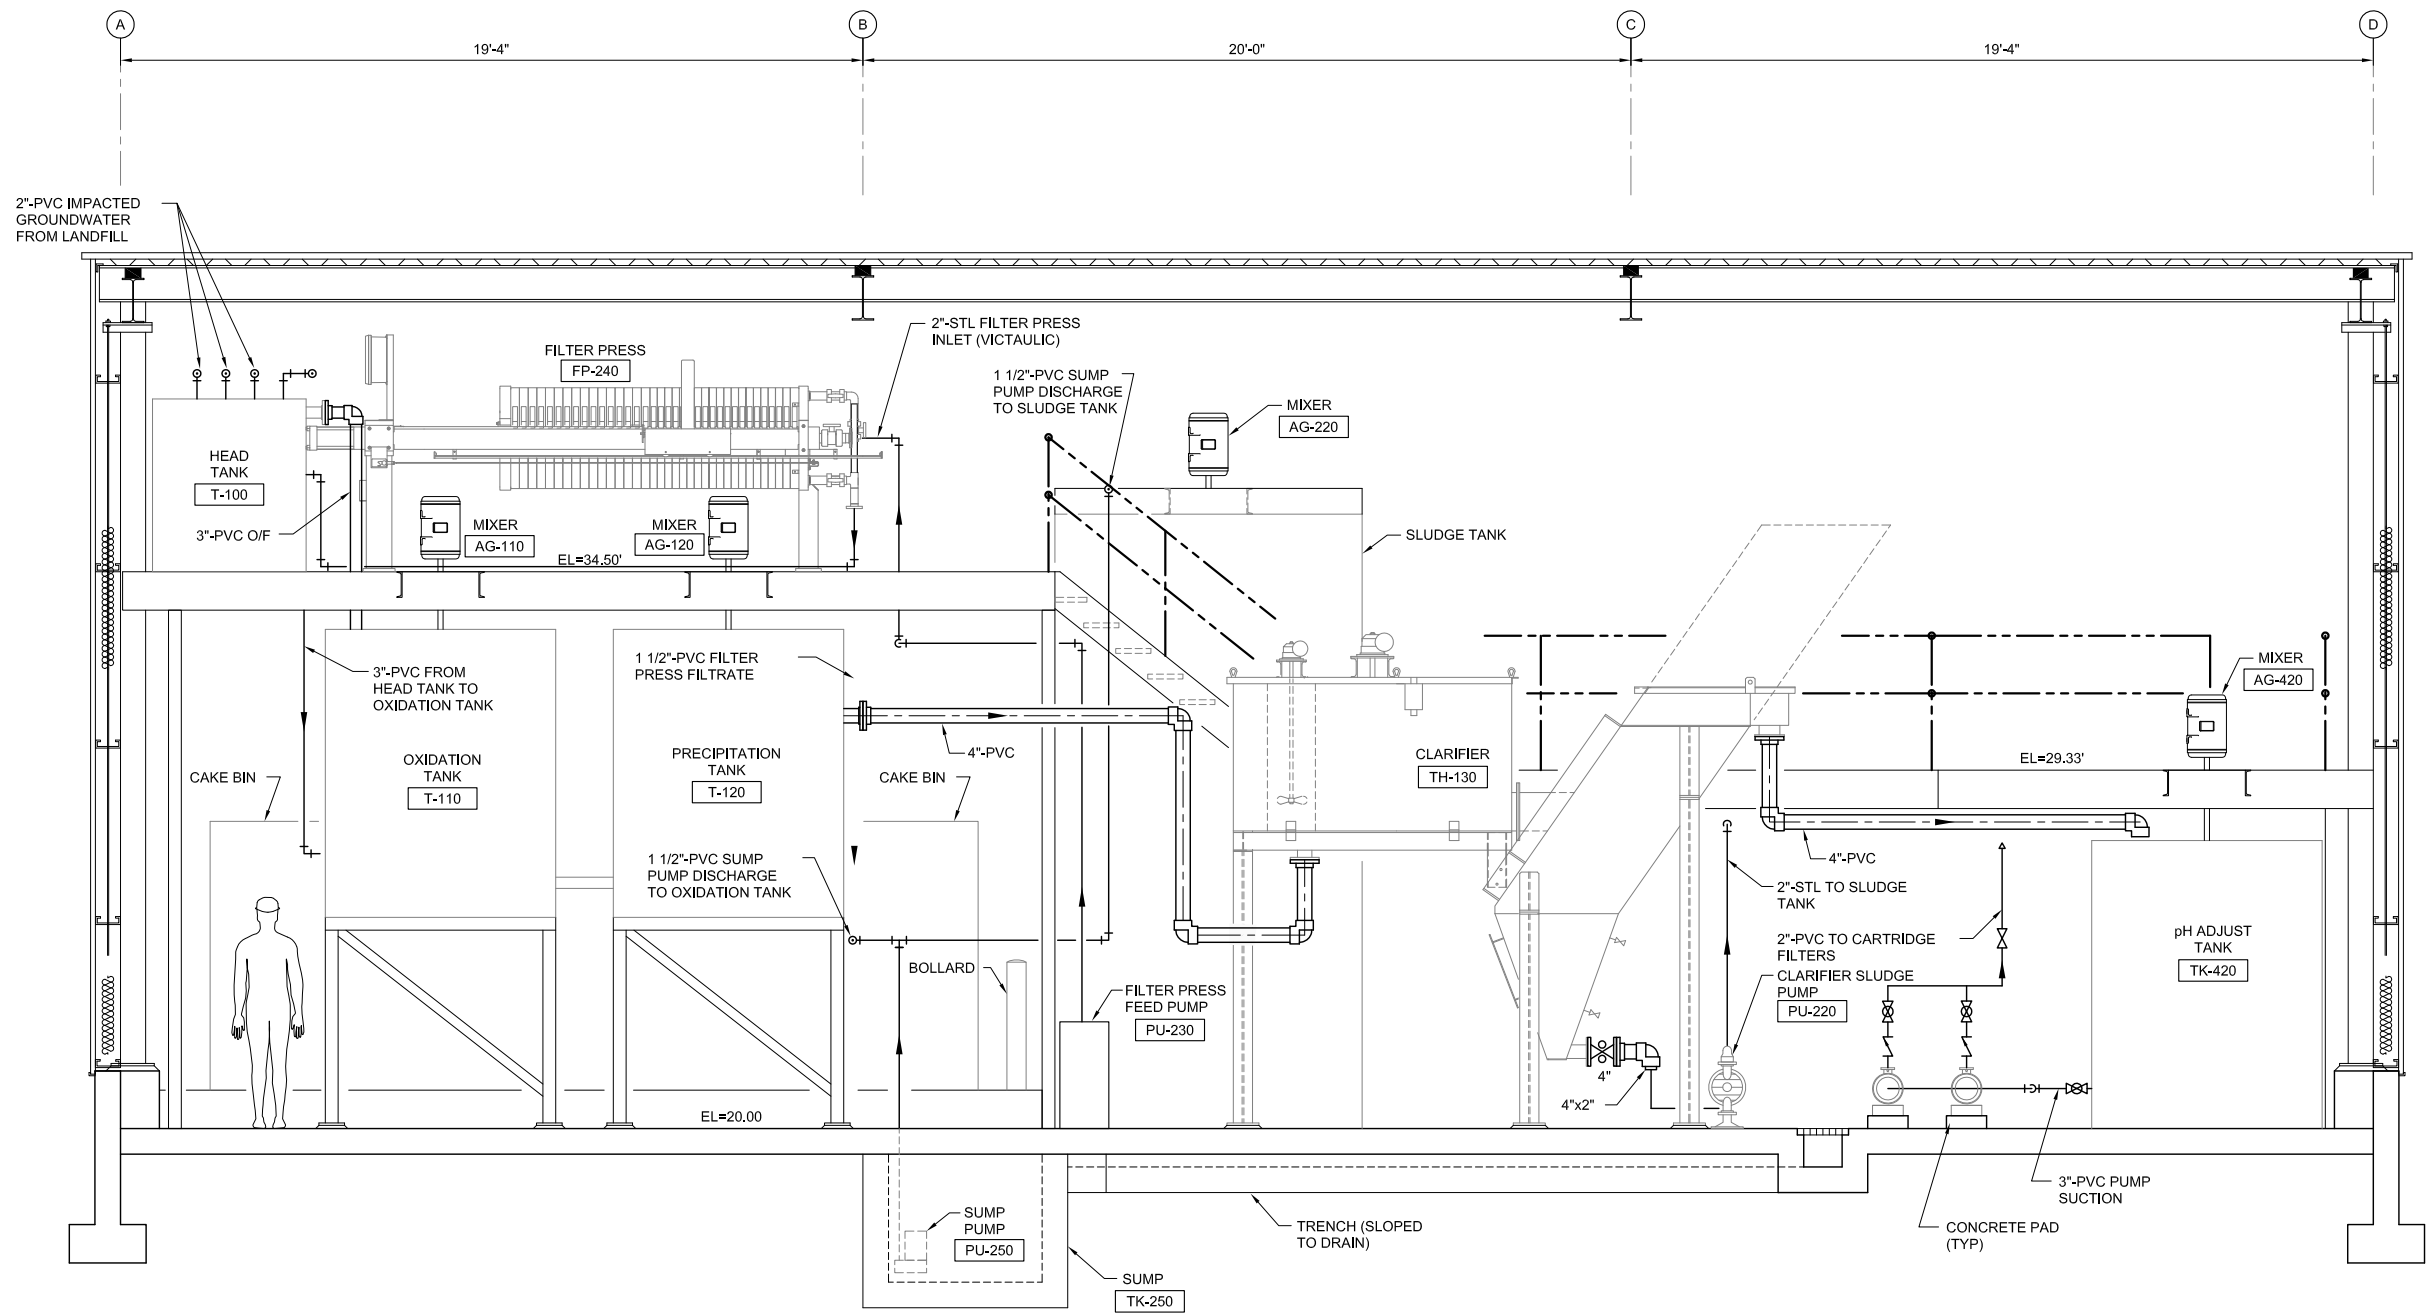 A
B
C
D
19'-4"
20'-0"
19'-4"
2"-PVC IMPACTED
GROUNDWATER
FROM LANDFILL
2"-STL FILTER PRESS
INLET (VICTAULIC)
FILTER PRESS
FP-240
1 1/2"-PVC SUMP
PUMP DISCHARGE
TO SLUDGE TANK
MIXER
AG-220
HEAD
TANK
T-100
3"-PVC O/F
MIXER
AG-110
MIXER
AG-120
SLUDGE TANK
EL=34.50'
1 1/2"-PVC FILTER
PRESS FILTRATE
3"-PVC FROM
HEAD TANK TO
OXIDATION TANK
MIXER
AG-420
4"-PVC
OXIDATION
TANK
T-110
PRECIPITATION
TANK
T-120
CLARIFIER
TH-130
EL=29.33'
CAKE BIN
CAKE BIN
1 1/2"-PVC SUMP
PUMP DISCHARGE
TO OXIDATION TANK
4"-PVC
2"-STL TO SLUDGE
TANK
2"-PVC TO CARTRIDGE
FILTERS
pH ADJUST
TANK
TK-420
BOLLARD
CLARIFIER SLUDGE
PUMP
PU-220
FILTER PRESS
FEED PUMP
PU-230
4"
4"x2"
EL=20.00
3"-PVC PUMP
SUCTION
SUMP
PUMP
PU-250
TRENCH (SLOPED
TO DRAIN)
CONCRETE PAD
(TYP)
SUMP
TK-250